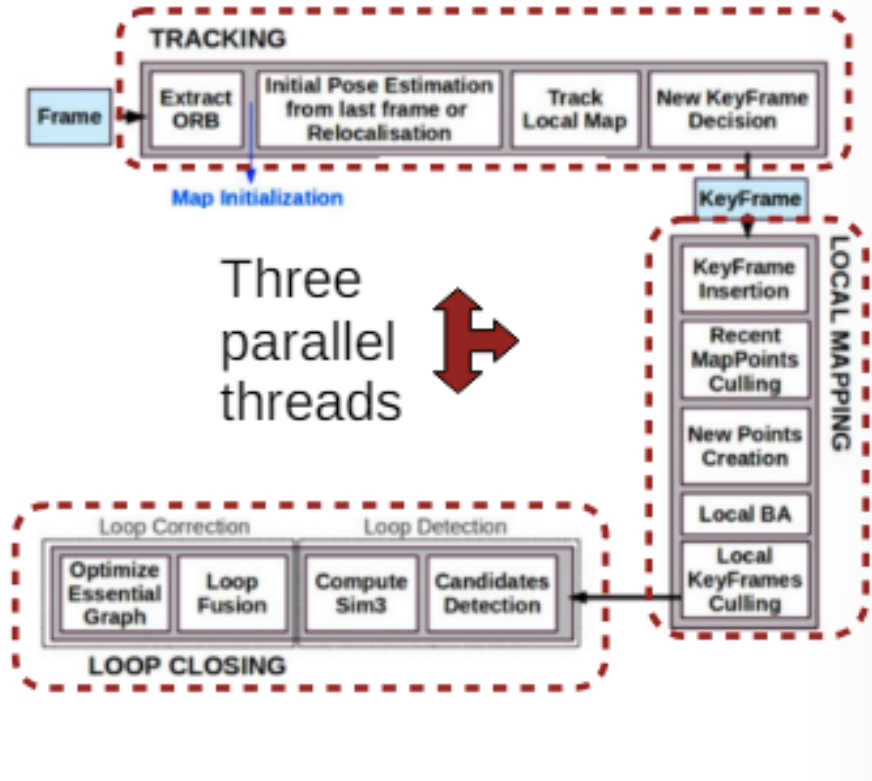 TRACKING
Frame
Extract
ORB
Initial Pose Estimation
from last frame or
Relocalisation
Track
Local Map
New KeyFrame
Decision
Map Initialization
KeyFrame
LOCAL MAPPING
KeyFrame
Insertion
Recent
MapPoints
Culling
New Points
Creation
Local BA
Local
KeyFrames
Culling
Three
parallel
threads
Loop Correction
Loop Detection
Optimize
Essential
Graph
Loop
Fusion
Compute
Sim3
Candidates
Detection
LOOP CLOSING